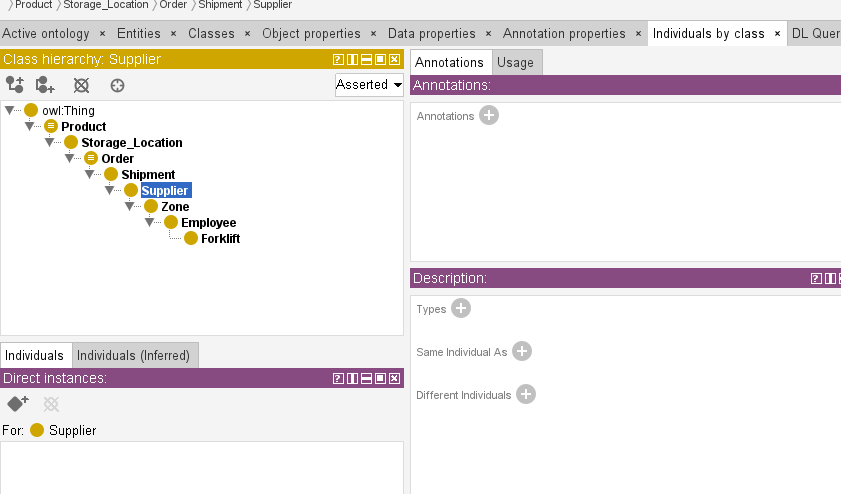 Product Storage_Location Order Shipment Supplier
Active ontology × Entities × Classes × Object properties × Data properties × Annotation properties × Individuals by class × DL Quer
Class hierarchy: Supplier
Asserted
owl:Thing
Product
Storage_Location
Order
Shipment
Supplier
Zone
Employee
Forklift
Individuals Individuals (Inferred)
Direct instances:
For: Supplier
Annotations Usage
Annotations:
Annotations
Description:
Types
Same Individual As
Different Individuals